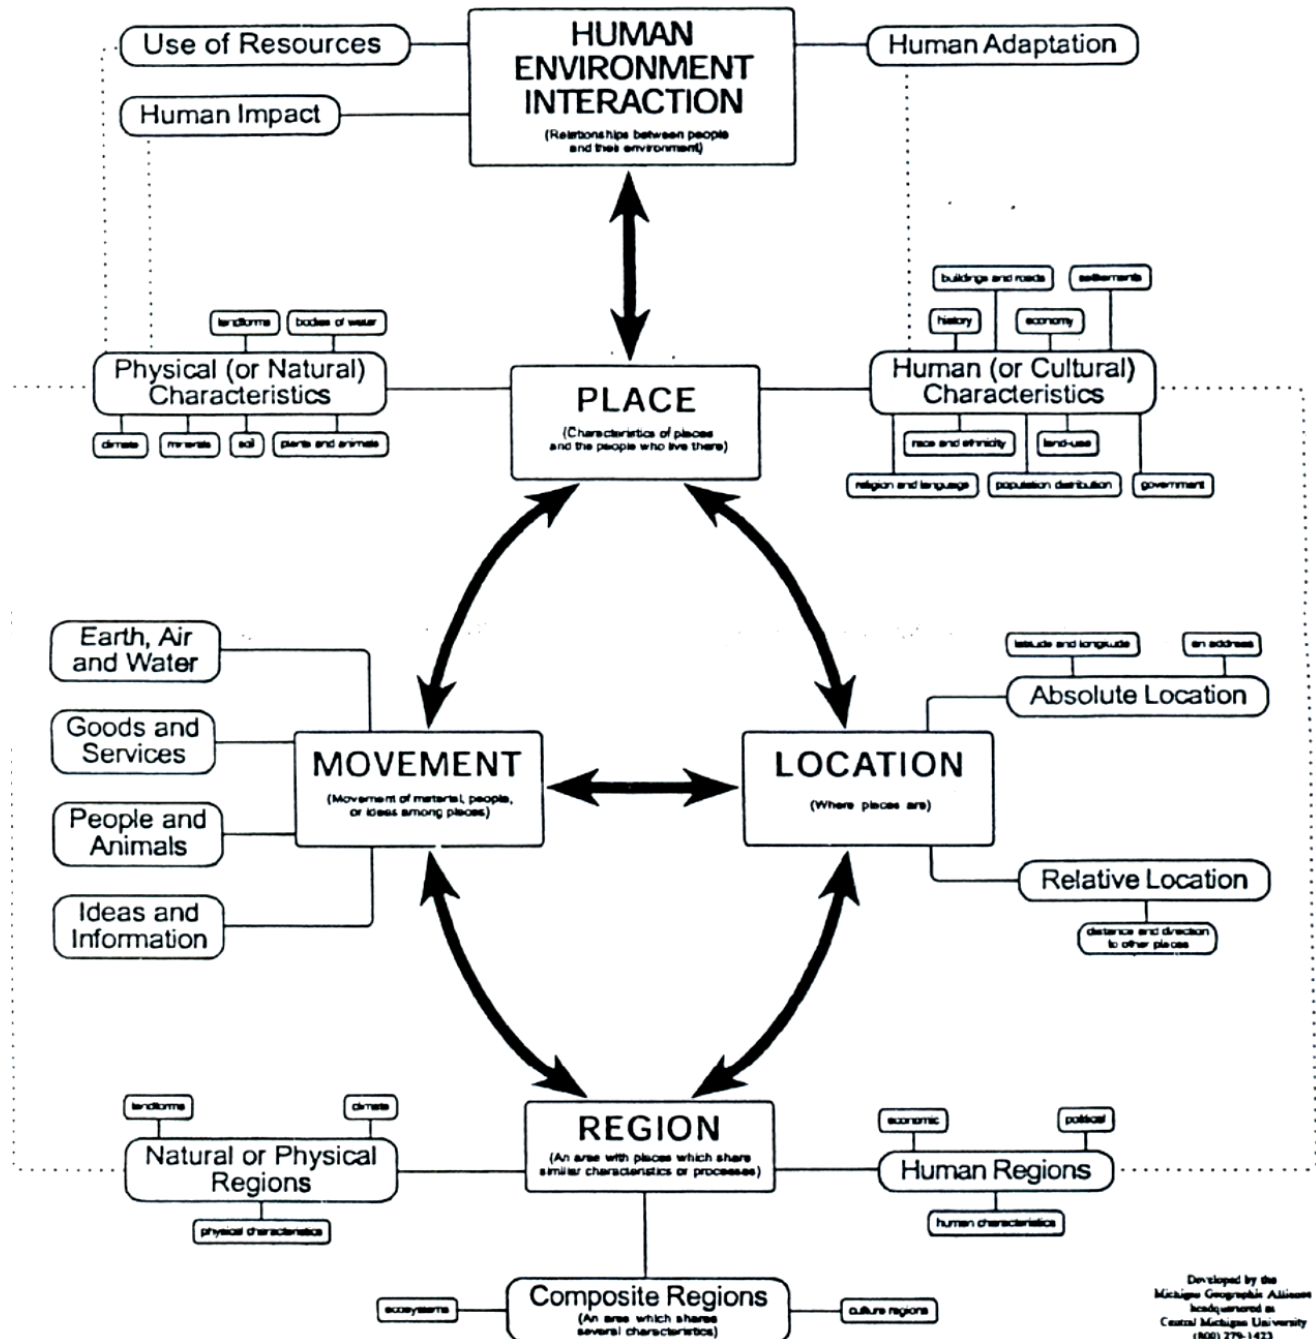 Use of Resources
HUMAN
ENVIRONMENT
INTERACTION
(Relationships between people
and their environment)
Human Adaptation
Human Impact
buildings and roads
settlements
landforms
bodies of water
history
economy
Physical (or Natural)
Characteristics
PLACE
(Characteristics of places
and the people who live there)
Human (or Cultural)
Characteristics
climate
minerals
soil
plants and animals
race and ethnicity
land-use
religion and language
population distribution
government
Earth, Air
and Water
latitude and longitude
an address
Absolute Location
Goods and
Services
MOVEMENT
(Movement of material, people,
or ideas among places)
LOCATION
(Where places are)
People and
Animals
Relative Location
Ideas and
Information
distance and direction
to other places
landforms
climate
REGION
(An area with places which share
similar characteristics or processes)
economic
political
Natural or Physical
Regions
Human Regions
physical characteristics
human characteristics
ecosystems
Composite Regions
(An area which shares
several characteristics)
culture regions
Developed by the
Michigan Geographic Alliance
headquartered at
Central Michigan University
(800) 279-1423